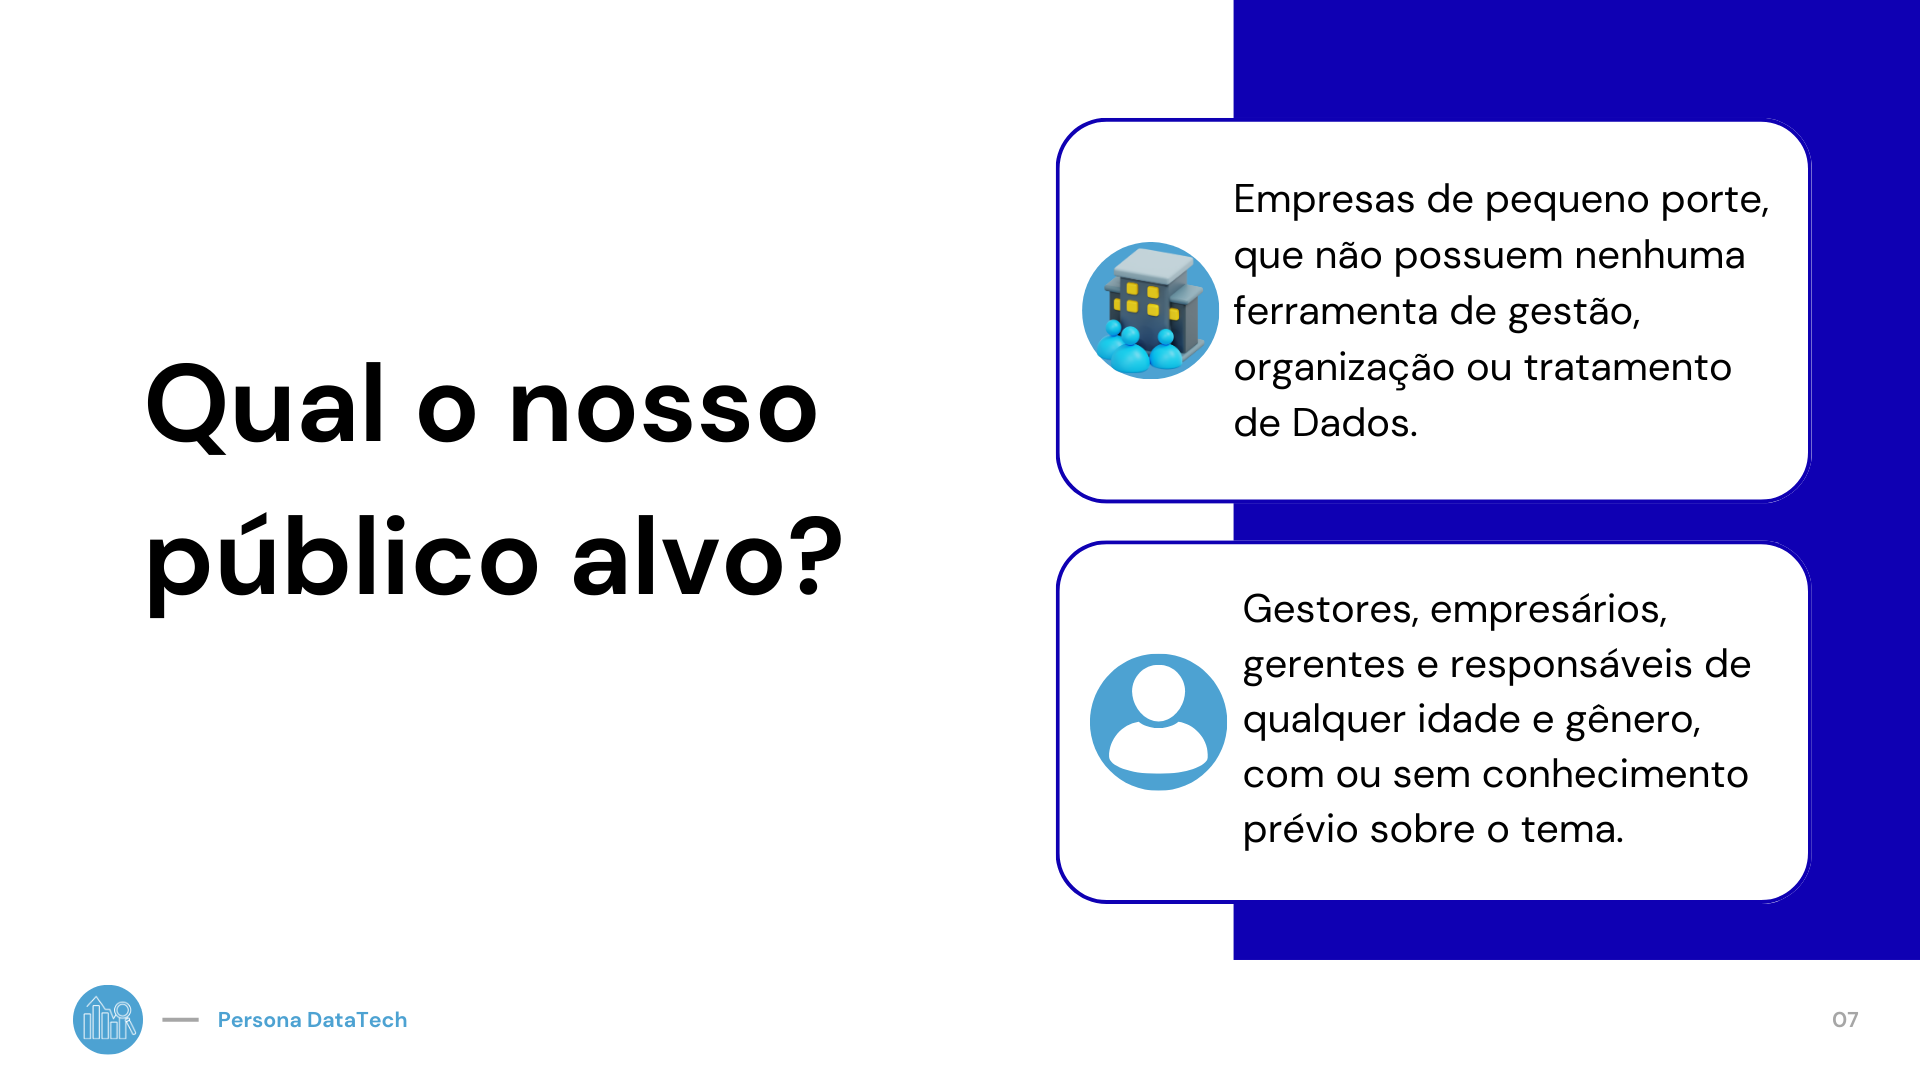 Qual o nosso
público alvo?
Empresas de pequeno porte,
que não possuem nenhuma
ferramenta de gestão,
organização ou tratamento
de Dados.
Gestores, empresários,
gerentes e responsáveis de
qualquer idade e gênero,
com ou sem conhecimento
prévio sobre o tema.
Persona DataTech
07